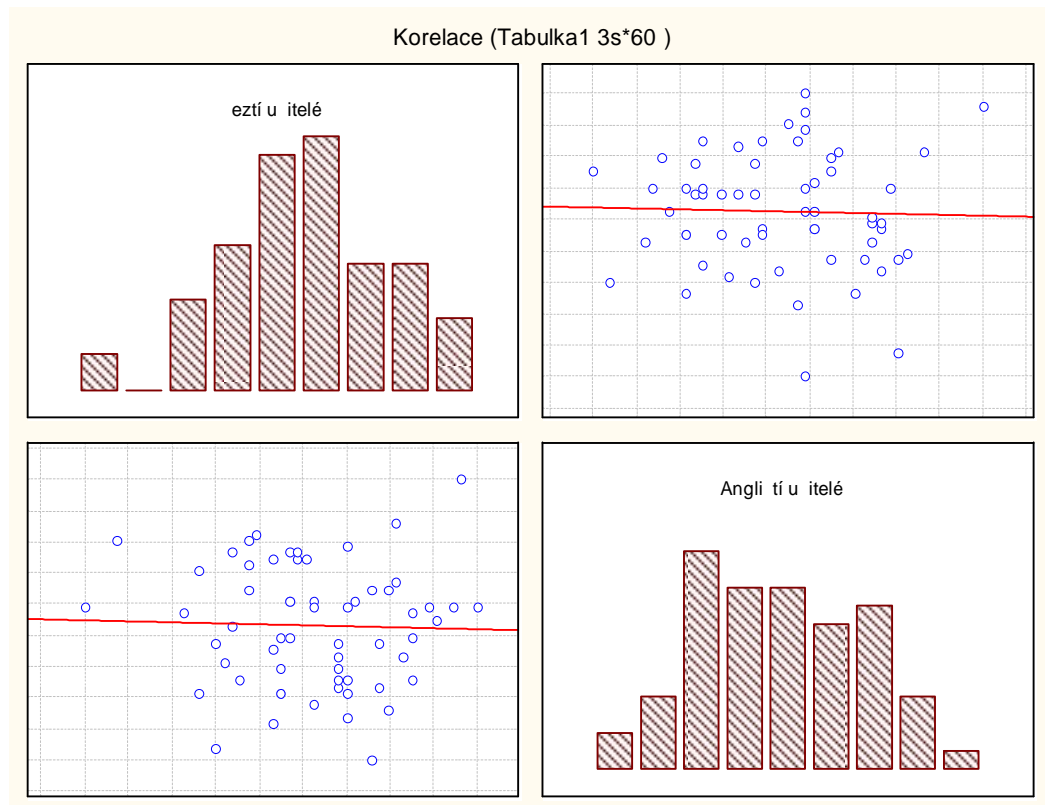 Korelace (Tabulka1 3s*60 )
eztí u itelé
Angli tí u itelé